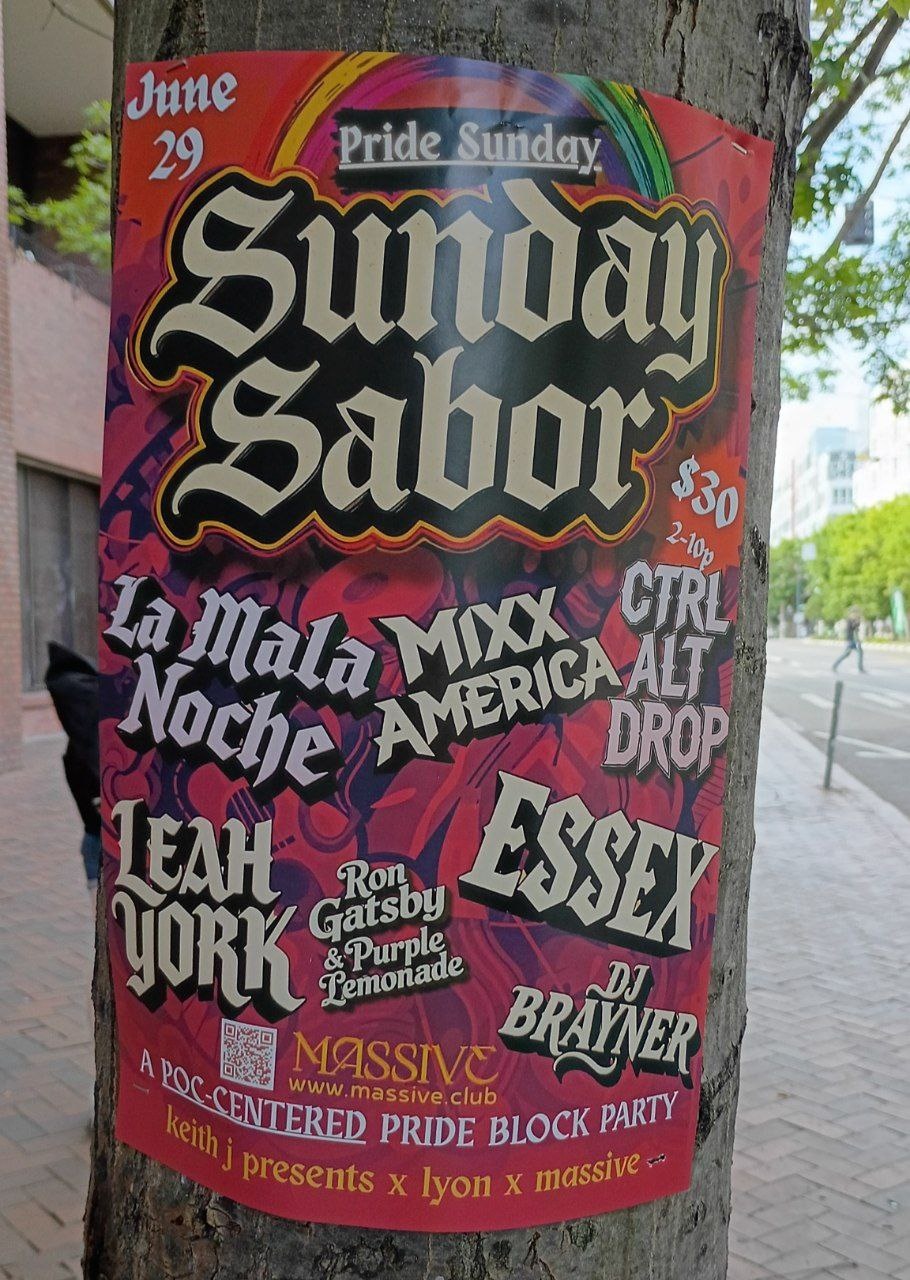 June
29
Pride Sunday
Sunday
Sabor
$30
2-10p
La Mala
Noche
MIXX
AMERICA
CTRL
ALT
DROP
LEAH
YORK
Ron
Gatsby
& Purple
Lemonade
ESSEX
DJ
BRAYNER
MASSIVE
www.massive.club
A POC-CENTERED PRIDE BLOCK PARTY
keith j presents x lyon x massive